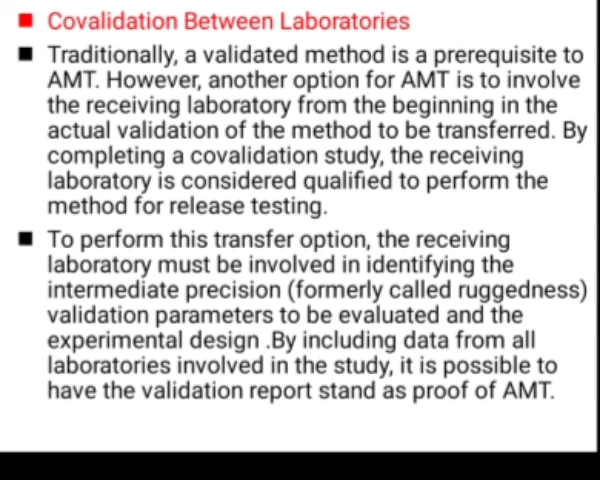 Covalidation Between Laboratories
Traditionally, a validated method is a prerequisite to
AMT. However, another option for AMT is to involve
the receiving laboratory from the beginning in the
actual validation of the method to be transferred. By
completing a covalidation study, the receiving
laboratory is considered qualified to perform the
method for release testing.
To perform this transfer option, the receiving
laboratory must be involved in identifying the
intermediate precision (formerly called ruggedness)
validation parameters to be evaluated and the
experimental design .By including data from all
laboratories involved in the study, it is possible to
have the validation report stand as proof of AMT.